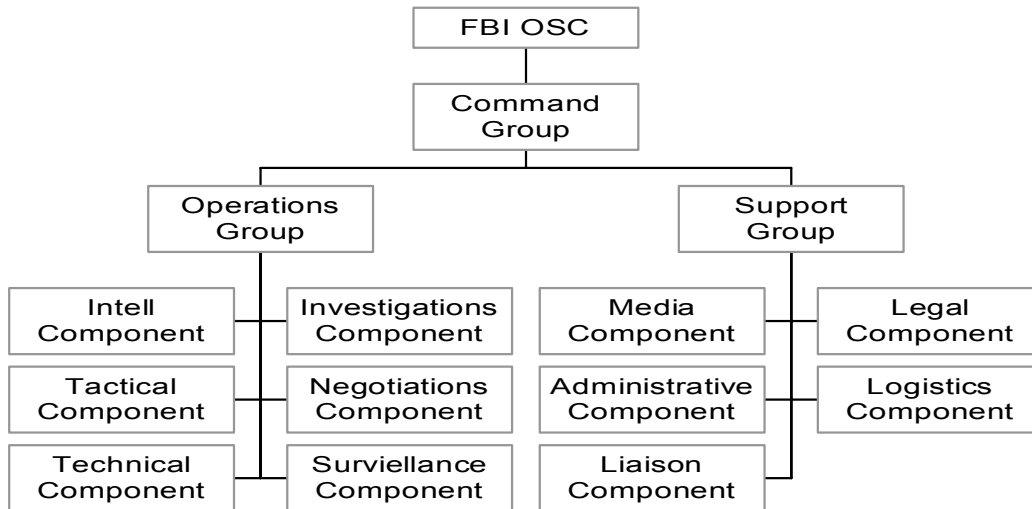 FBI OSC
Command
Group
Operations
Group
Support
Group
Intell
Component
Investigations
Component
Media
Component
Legal
Component
Tactical
Component
Negotiations
Component
Administrative
Component
Logistics
Component
Technical
Component
Surviellance
Component
Liaison
Component